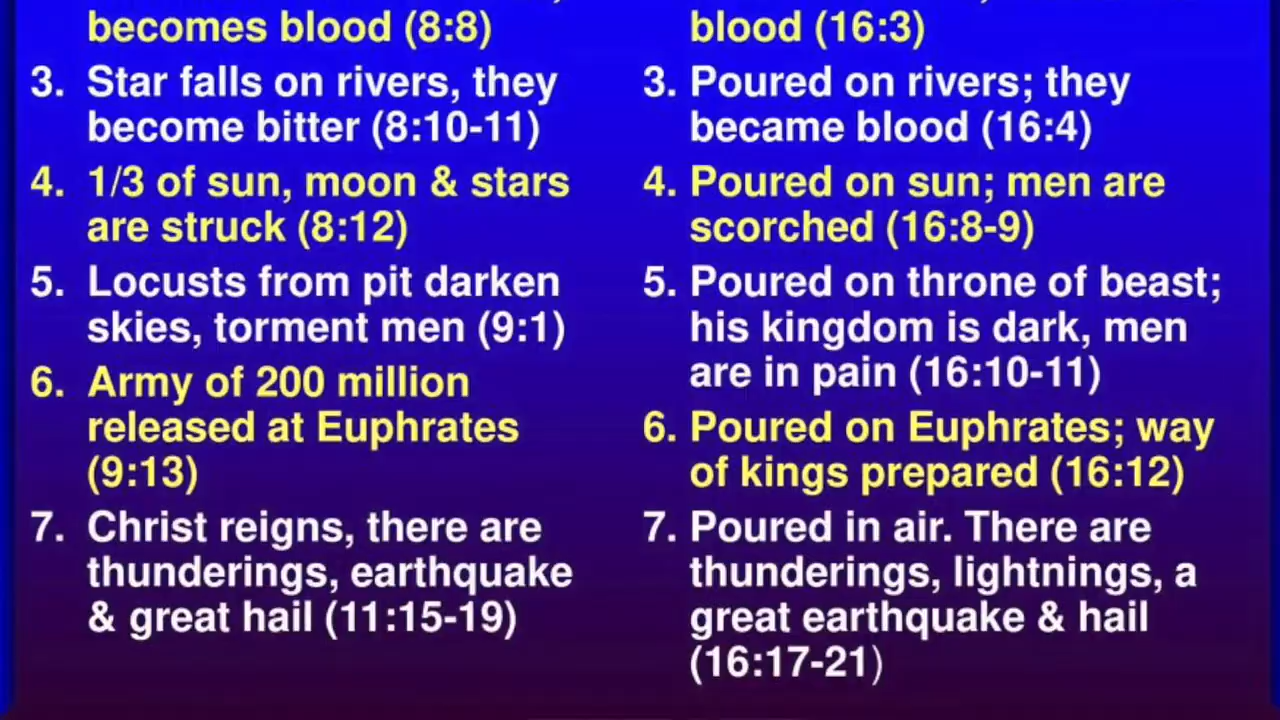 becomes blood (8:8)
3. Star falls on rivers, they
become bitter (8:10-11)
4. 1/3 of sun, moon & stars
are struck (8:12)
5. Locusts from pit darken
skies, torment men (9:1)
6. Army of 200 million
released at Euphrates
(9:13)
7. Christ reigns, there are
thunderings, earthquake
& great hail (11:15-19)
blood (16:3)
3. Poured on rivers; they
became blood (16:4)
4. Poured on sun; men are
scorched (16:8-9)
5. Poured on throne of beast;
his kingdom is dark, men
are in pain (16:10-11)
6. Poured on Euphrates; way
of kings prepared (16:12)
7. Poured in air. There are
thunderings, lightnings, a
great earthquake & hail
(16:17-21)